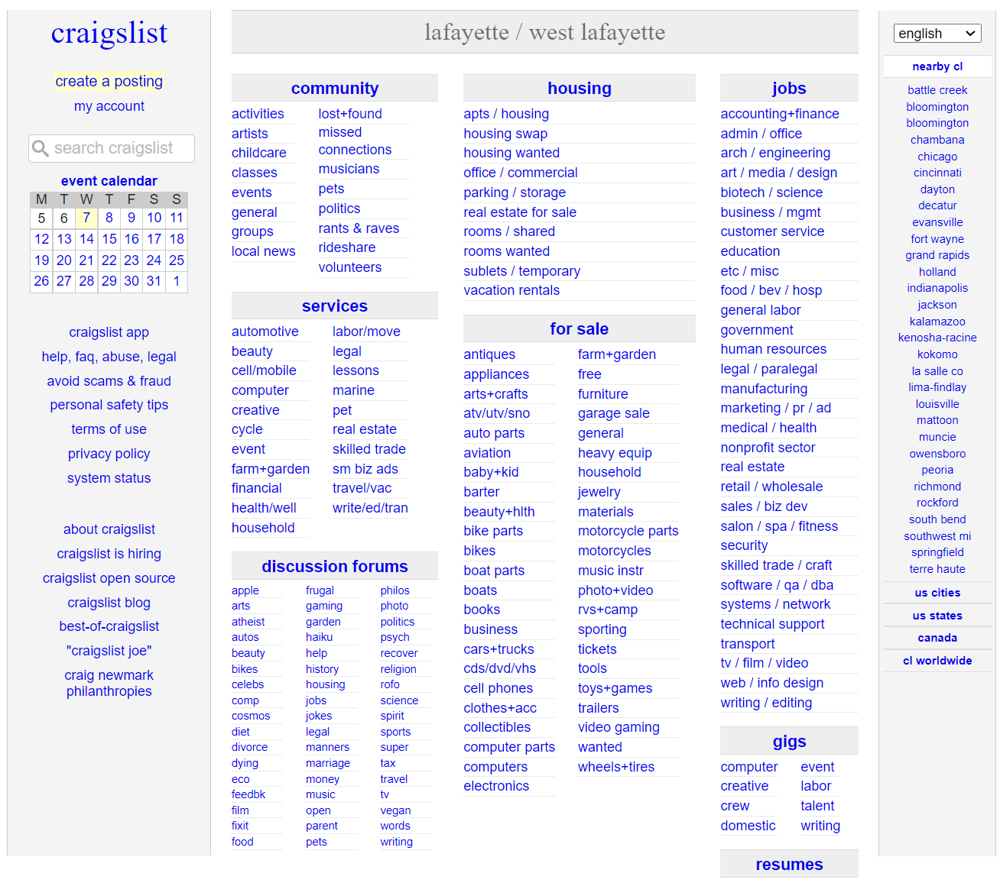 craigslist
create a posting
my account
search craigslist
event calendar
M T W T F S S
5 6 7 8 9 10 11
12 13 14 15 16 17 18
19 20 21 22 23 24 25
26 27 28 29 30 31 1
craigslist app
help, faq, abuse, legal
avoid scams & fraud
personal safety tips
terms of use
privacy policy
system status
about craigslist
craigslist is hiring
craigslist open source
craigslist blog
best-of-craigslist
"craigslist joe"
craig newmark
philanthropies
lafayette / west lafayette
community
activities
artists
childcare
classes
events
general
groups
local news
lost+found
missed
connections
musicians
pets
politics
rants & raves
rideshare
volunteers
services
automotive
beauty
cell/mobile
computer
creative
cycle
event
farm+garden
financial
health/well
household
labor/move
legal
lessons
marine
pet
real estate
skilled trade
sm biz ads
travel/vac
write/ed/tran
discussion forums
apple
arts
atheist
autos
beauty
bikes
celebs
comp
cosmos
diet
divorce
dying
eco
feedbk
film
fixit
food
frugal
gaming
garden
haiku
help
history
housing
jobs
jokes
legal
manners
marriage
money
music
open
parent
pets
philos
photo
politics
psych
recover
religion
rofo
science
spirit
sports
super
tax
travel
tv
vegan
words
writing
housing
apts / housing
housing swap
housing wanted
office / commercial
parking / storage
real estate for sale
rooms / shared
rooms wanted
sublets / temporary
vacation rentals
for sale
antiques
appliances
arts+crafts
atv/utv/sno
auto parts
aviation
baby+kid
barter
beauty+hlth
bike parts
bikes
boat parts
boats
books
business
cars+trucks
cds/dvd/vhs
cell phones
clothes+acc
collectibles
computer parts
computers
electronics
farm+garden
free
furniture
garage sale
general
heavy equip
household
jewelry
materials
motorcycle parts
motorcycles
music instr
photo+video
rvs+camp
sporting
tickets
tools
toys+games
trailers
video gaming
wanted
wheels+tires
jobs
accounting+finance
admin / office
arch / engineering
art / media / design
biotech / science
business / mgmt
customer service
education
etc / misc
food / bev / hosp
general labor
government
human resources
legal / paralegal
manufacturing
marketing / pr / ad
medical / health
nonprofit sector
real estate
retail / wholesale
sales / biz dev
salon / spa / fitness
security
skilled trade / craft
software / qa / dba
systems / network
technical support
transport
tv / film / video
web / info design
writing / editing
gigs
computer
creative
crew
domestic
event
labor
talent
writing
resumes
english
nearby cl
battle creek
bloomington
bloomington
chambana
chicago
cincinnati
dayton
decatur
evansville
fort wayne
grand rapids
holland
indianapolis
jackson
kalamazoo
kenosha-racine
kokomo
la salle co
lima-findlay
louisville
mattoon
muncie
owensboro
peoria
richmond
rockford
south bend
southwest mi
springfield
terre haute
us cities
us states
canada
cl worldwide